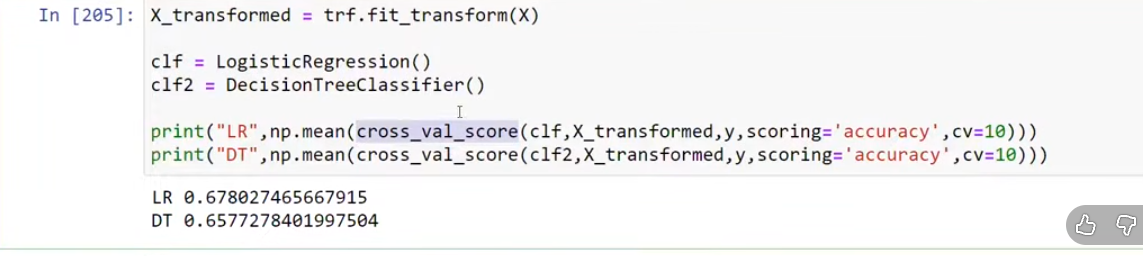 In [205]: X_transformed = trf.fit_transform(X)
clf = LogisticRegression()
clf2 = DecisionTreeClassifier()
print("LR",np.mean(cross_val_score(clf,X_transformed,y,scoring='accuracy',cv=10)))
print("DT",np.mean(cross_val_score(clf2,X_transformed,y,scoring='accuracy',cv=10)))
LR 0.678027465667915
DT 0.6577278401997504